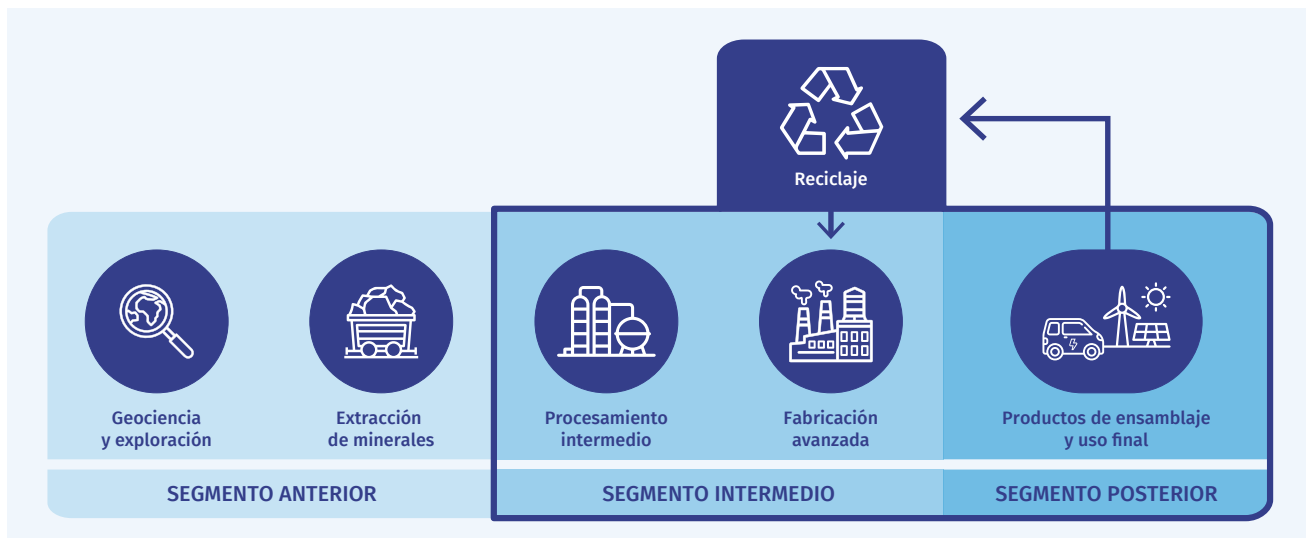 Reciclaje
Geociencia
y exploración
Extracción
de minerales
Procesamiento
intermedio
Fabricación
avanzada
Productos de ensamblaje
y uso final
SEGMENTO ANTERIOR
SEGMENTO INTERMEDIO
SEGMENTO POSTERIOR